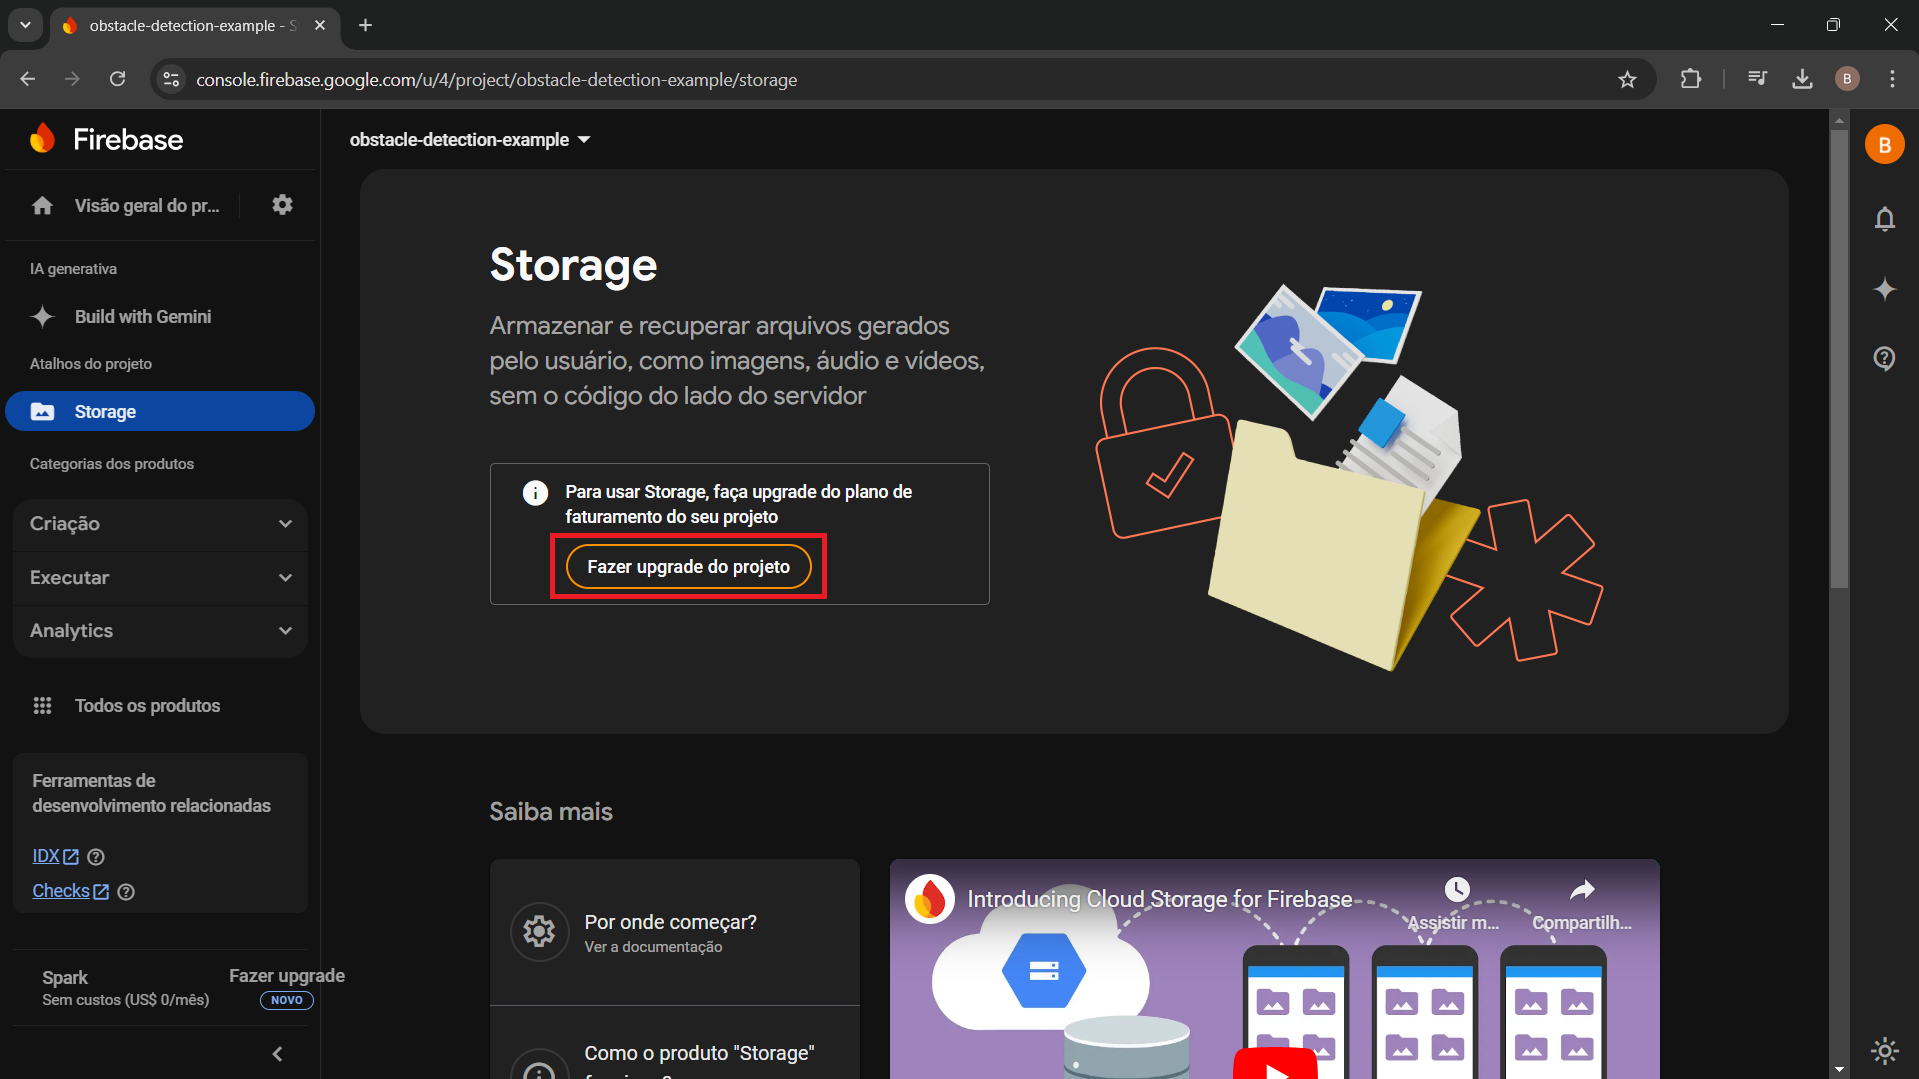 obstacle-detection-example - S
console.firebase.google.com/u/4/project/obstacle-detection-example/storage
B
Firebase
obstacle-detection-example
B
Visão geral do pr...
IA generativa
Build with Gemini
Atalhos do projeto
Storage
Categorias dos produtos
Criação
Executar
Analytics
Todos os produtos
Ferramentas de
desenvolvimento relacionadas
IDX
Checks
Spark
Sem custos (US$ 0/mês)
Fazer upgrade
NOVO
Storage
Armazenar e recuperar arquivos gerados
pelo usuário, como imagens, áudio e vídeos,
sem o código do lado do servidor
Para usar Storage, faça upgrade do plano de
faturamento do seu projeto
Fazer upgrade do projeto
Saiba mais
Por onde começar?
Ver a documentação
Como o produto "Storage"
Introducing Cloud Storage for Firebase
Assistir m...
Compartilh...